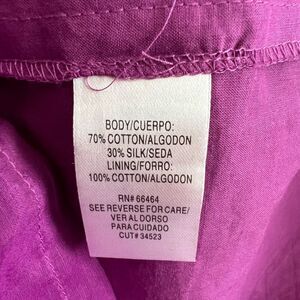 BODY/CUERPO:
70% COTTON/ALGODON
30% SILK/SEDA
LINING/FORRO:
100% COTTON/ALGODON
RN# 66464
SEE REVERSE FOR CARE/
VER AL DORSO
PARA CUIDADO
CUT# 34523